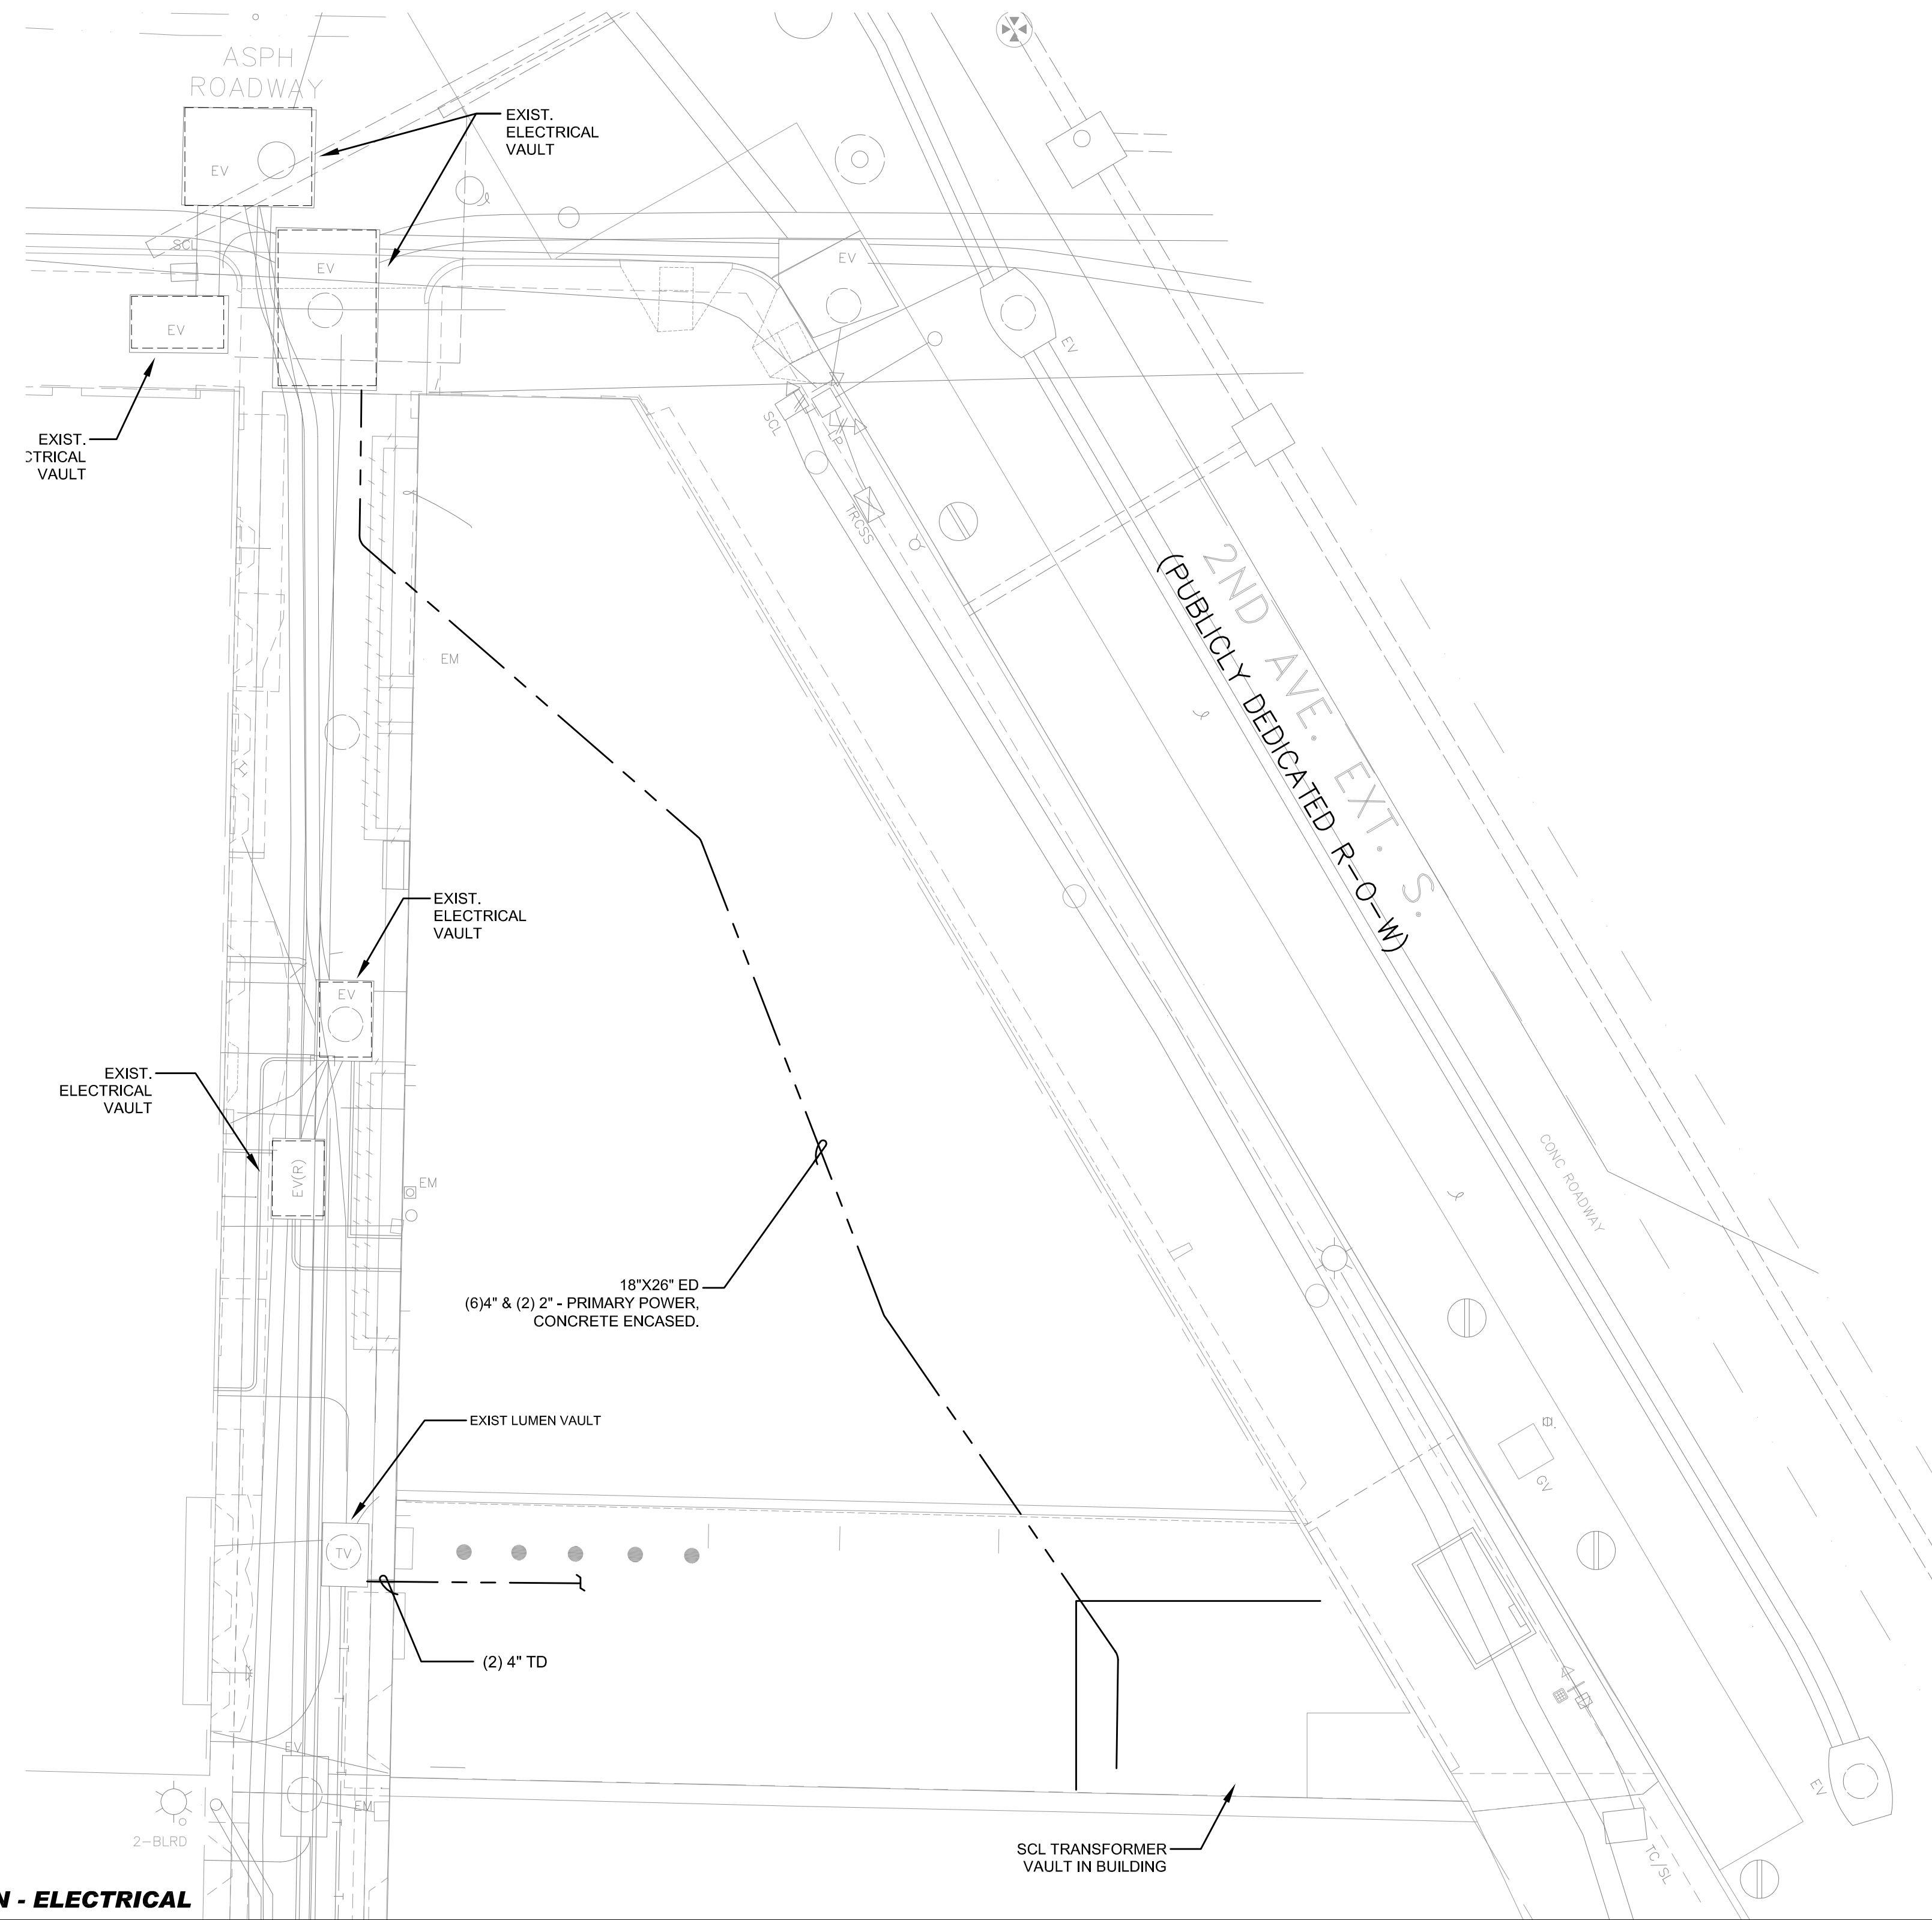 ASPH
ROADWAY
EXIST.
ELECTRICAL
VAULT
EV
SCL
EV
EV
EV
EV
EXIST.
CTRICAL
VAULT
SCL
TRCSS
2ND AVE. EXT. S.
(PUBLICLY DEDICATED R-O-W)
EM
EXIST.
ELECTRICAL
VAULT
EV
EXIST.
ELECTRICAL
VAULT
EV(R)
EM
CONC ROADWAY
18"X26" ED
(6)4" & (2) 2" - PRIMARY POWER,
CONCRETE ENCASED.
EXIST LUMEN VAULT
GV
TV
(2) 4" TD
EV
EM
EV
2-BLRD
SCL TRANSFORMER
VAULT IN BUILDING
TC/SL
N - ELECTRICAL